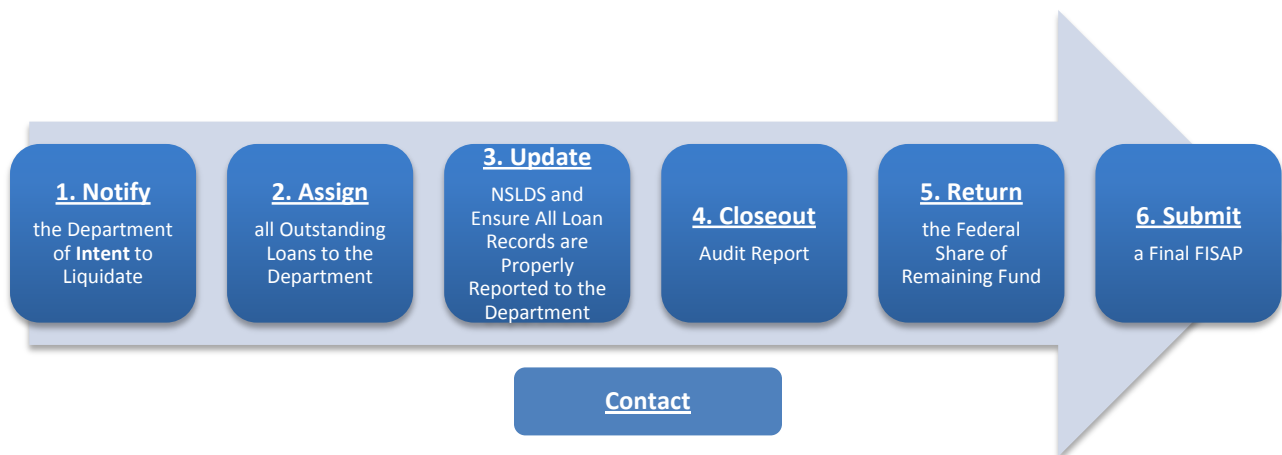 1. Notify
the Department
of Intent to
Liquidate
2. Assign
all Outstanding
Loans to the
Department
3. Update
NSLDS and
Ensure All Loan
Records are
Properly
Reported to the
Department
4. Closeout
Audit Report
5. Return
the Federal
Share of
Remaining Fund
6. Submit
a Final FISAP
Contact